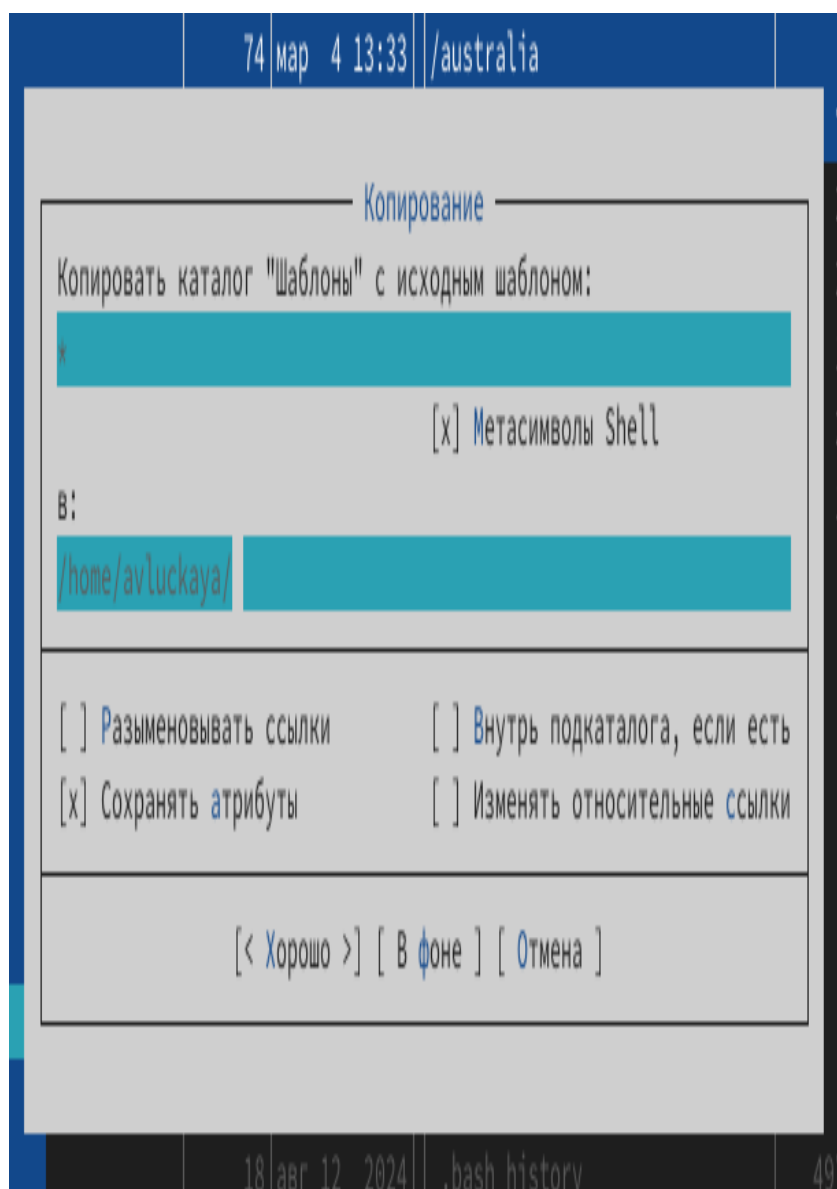 74 мар 4 13:33 /australia
Копирование
Копировать каталог "Шаблоны" с исходным шаблоном:
*
[x] Метасимволы Shell
в:
/home/avluckaya/
[ ] Разыменовывать ссылки [ ] Внутрь подкаталога, если есть
[x] Сохранять атрибуты [ ] Изменять относительные ссылки
[< Хорошо >] [ В фоне ] [ Отмена ]
18 авг 12 2024 .bash_history 49